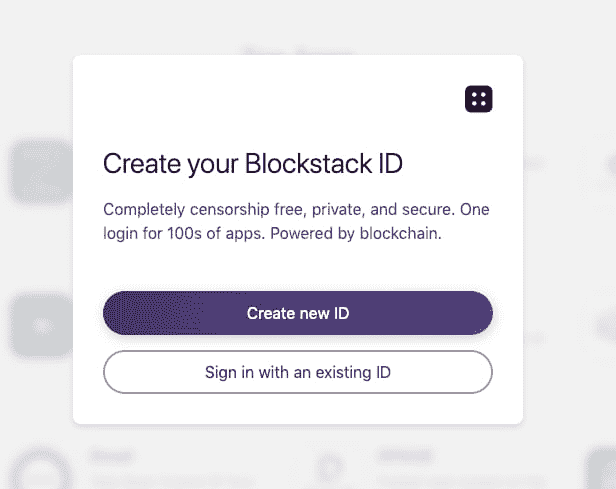 Create your Blockstack ID
Completely censorship free, private, and secure. One
login for 100s of apps. Powered by blockchain.
Create new ID
Sign in with an existing ID